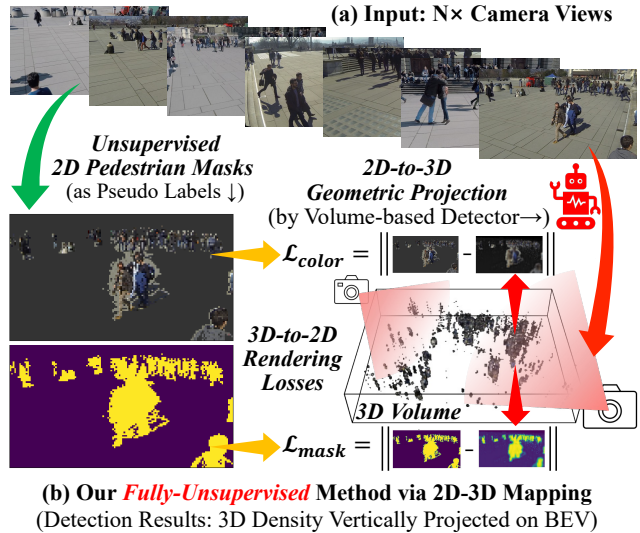 (a) Input: N× Camera Views
Unsupervised
2D Pedestrian Masks
(as Pseudo Labels ↓)
2D-to-3D
Geometric Projection
(by Volume-based Detector→)
ℒcolor = || - ||
3D-to-2D
Rendering
Losses
3D Volume
ℒmask = || - ||
(b) Our Fully-Unsupervised Method via 2D-3D Mapping
(Detection Results: 3D Density Vertically Projected on BEV)